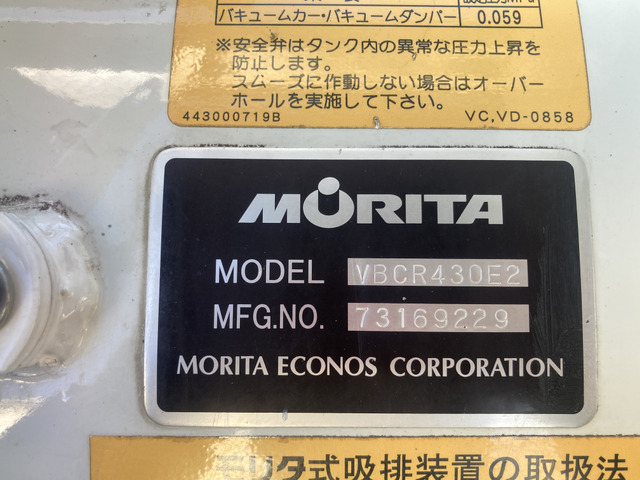 バキュームカー・バキュームダンパー 0.059
※安全弁はタンク内の異常な圧力上昇を
防止します。
スムーズに作動しない場合はオーバー
ホールを実施して下さい。
443000719B VC,VD-0858
MORITA
MODEL VBCR430E2
MFG.NO. 73169229
MORITA ECONOS CORPORATION
モリタ式吸排装置の取扱法